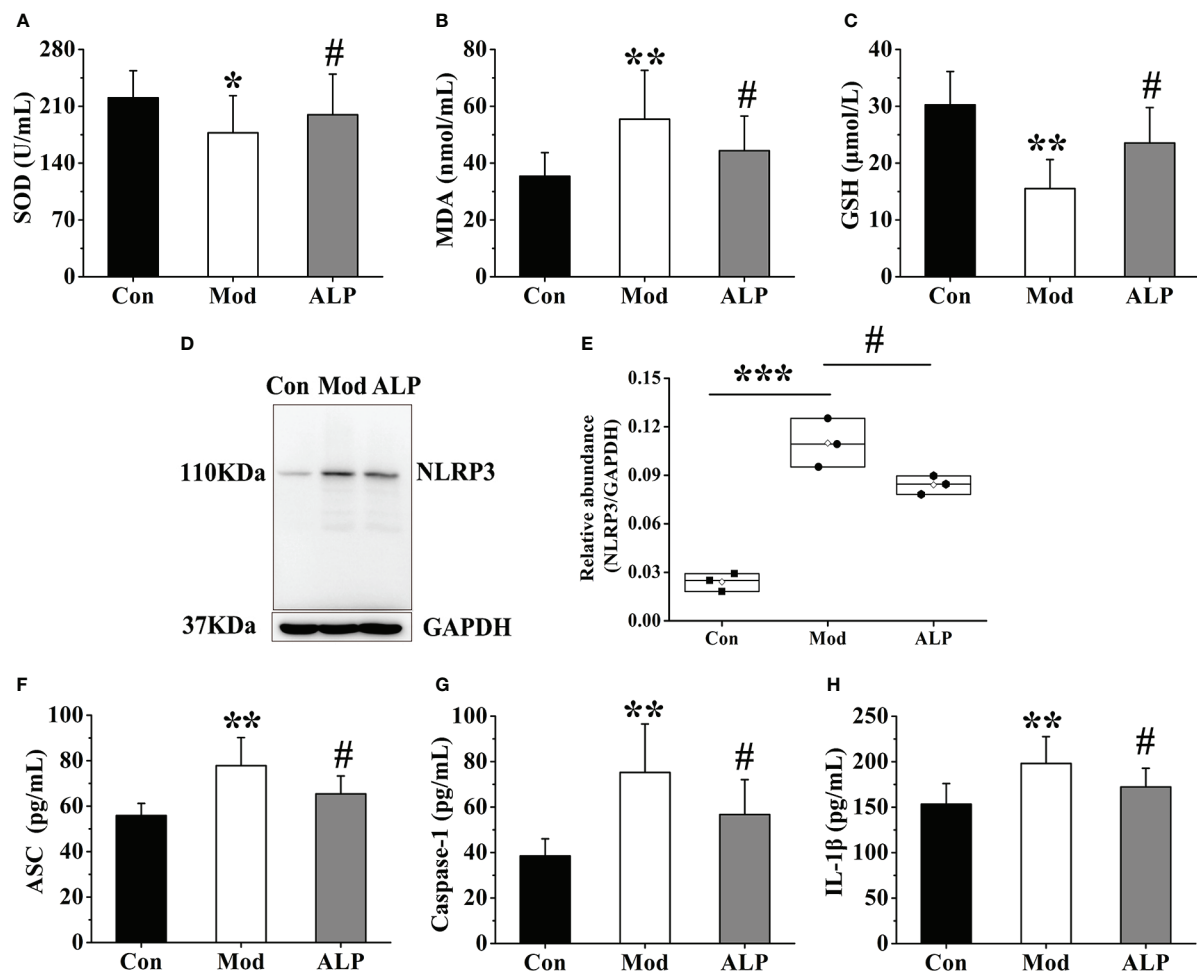 A
SOD (U/mL)
280
210
140
70
0
*
#
Con Mod ALP
B
MDA (nmol/mL)
80
60
40
20
0
**
#
Con Mod ALP
C
GSH (μmol/L)
40
30
20
10
0
**
#
Con Mod ALP
D
Con Mod ALP
110KDa
NLRP3
37KDa
GAPDH
E
Relative abundance
(NLRP3/GAPDH)
0.15
0.12
0.09
0.06
0.03
0.00
***
#
Con Mod ALP
F
ASC (pg/mL)
100
80
60
40
20
0
**
#
Con Mod ALP
G
Caspase-1 (pg/mL)
100
80
60
40
20
0
**
#
Con Mod ALP
H
IL-1β (pg/mL)
250
200
150
100
50
0
**
#
Con Mod ALP